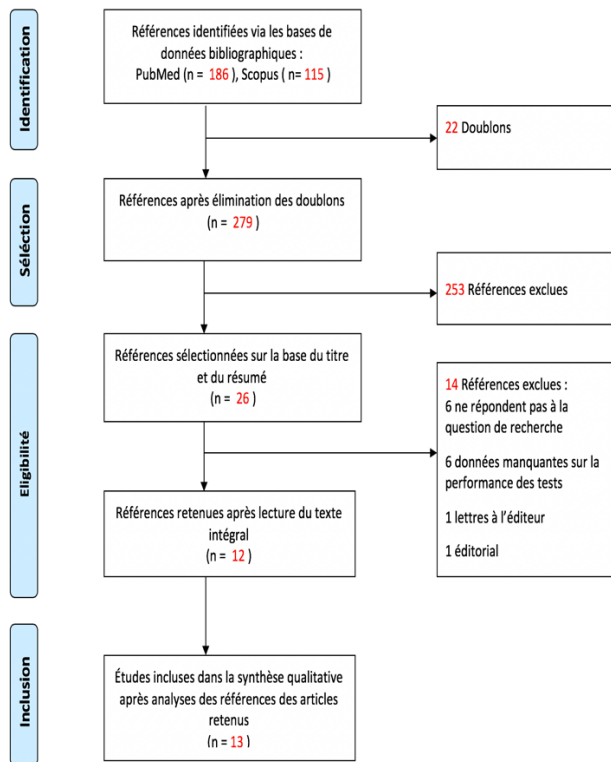 Identification
Références identifiées via les bases de
données bibliographiques :
PubMed (n = 186), Scopus ( n= 115 )
22 Doublons
Séléction
Références après élimination des doublons
(n = 279 )
253 Références exclues
Eligibilité
Références sélectionnées sur la base du titre
et du résumé
(n = 26 )
14 Références exclues :
6 ne répondent pas à la
question de recherche
6 données manquantes sur la
performance des tests
1 lettres à l'éditeur
1 éditorial
Références retenues après lecture du texte
intégral
(n = 12 )
Inclusion
Études incluses dans la synthèse qualitative
après analyses des références des articles
retenus
(n = 13 )